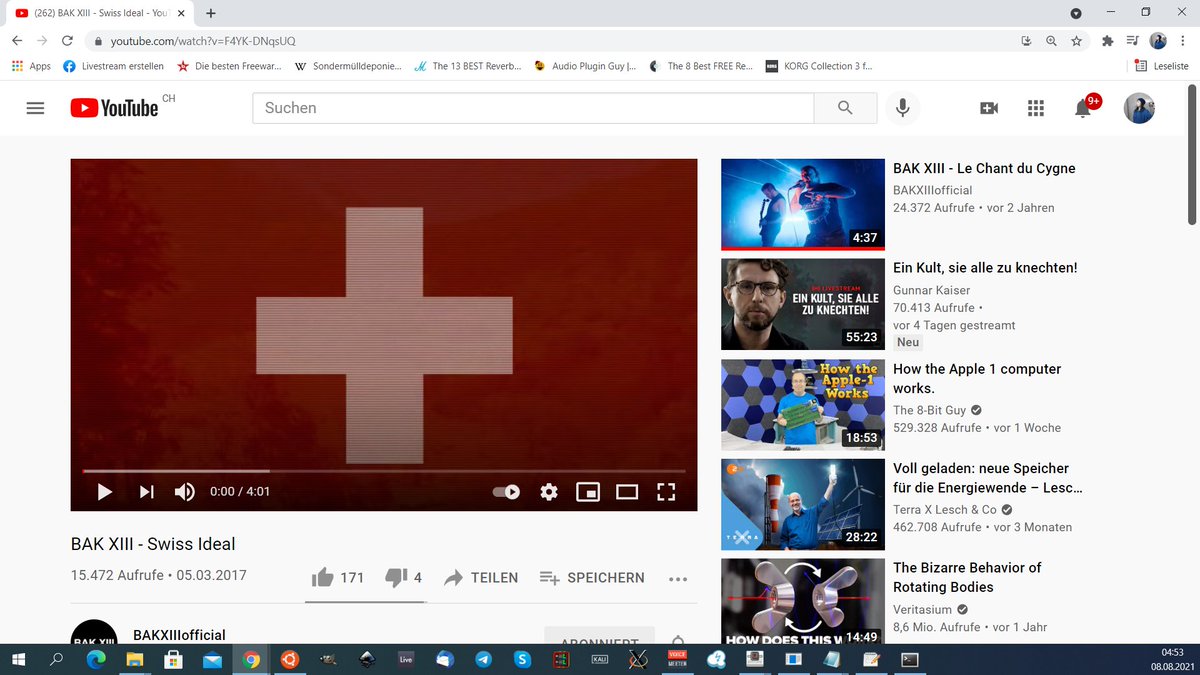 (262) BAK XIII - Swiss Ideal - YouT
youtube.com/watch?v=F4YK-DNqsUQ
Apps
Livestream erstellen
Die besten Freewar...
Sondermülldeponie...
The 13 BEST Reverb...
Audio Plugin Guy |...
The 8 Best FREE Re...
KORG Collection 3 f...
Leseliste
YouTube CH
Suchen
9+
0:00 / 4:01
BAK XIII - Swiss Ideal
15.472 Aufrufe • 05.03.2017
171
4
TEILEN
SPEICHERN
BAK XIII
BAKXIIIofficial
ABONNIERT
4:37
BAK XIII - Le Chant du Cygne
BAKXIIIofficial
24.372 Aufrufe • vor 2 Jahren
IM LIVESTREAM
EIN KULT, SIE ALLE
ZU KNECHTEN!
55:23
Ein Kult, sie alle zu knechten!
Gunnar Kaiser
70.413 Aufrufe •
vor 4 Tagen gestreamt
Neu
How the
Apple-1
Works
18:53
How the Apple 1 computer
works.
The 8-Bit Guy
529.328 Aufrufe • vor 1 Woche
TERRA
28:22
Voll geladen: neue Speicher
für die Energiewende – Lesc...
Terra X Lesch & Co
462.708 Aufrufe • vor 3 Monaten
HOW DOES THIS W
14:49
The Bizarre Behavior of
Rotating Bodies
Veritasium
8,6 Mio. Aufrufe • vor 1 Jahr
Live
KALI
VOICE
MEETER
04:53
08.08.2021